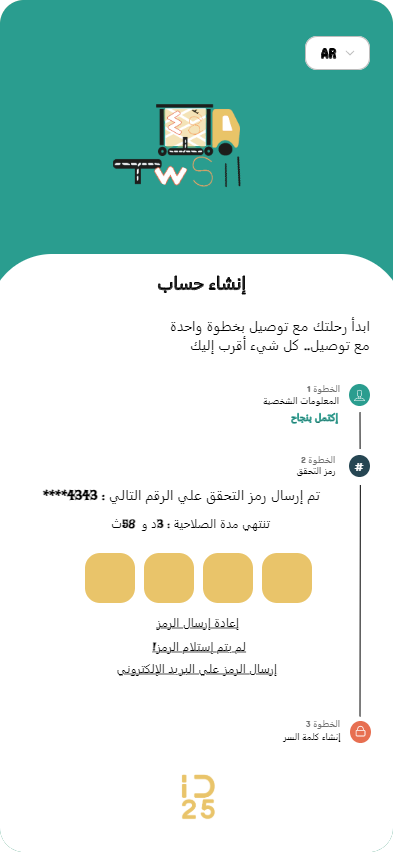 AR
Twsil
إنشاء حساب
ابدأ رحلتك مع توصيل بخطوة واحدة
مع توصيل.. كل شيء أقرب إليك
الخطوة 1
المعلومات الشخصية
إكتمل بنجاح
الخطوة 2
#
رمز التحقق
تم إرسال رمز التحقق علي الرقم التالي : 4343****
تنتهي مدة الصلاحية : 3د و 58ث
إعادة إرسال الرمز
لم يتم إستلام الرمز!
إرسال الرمز علي البريد الإلكتروني
الخطوة 3
إنشاء كلمة السر
ID
25